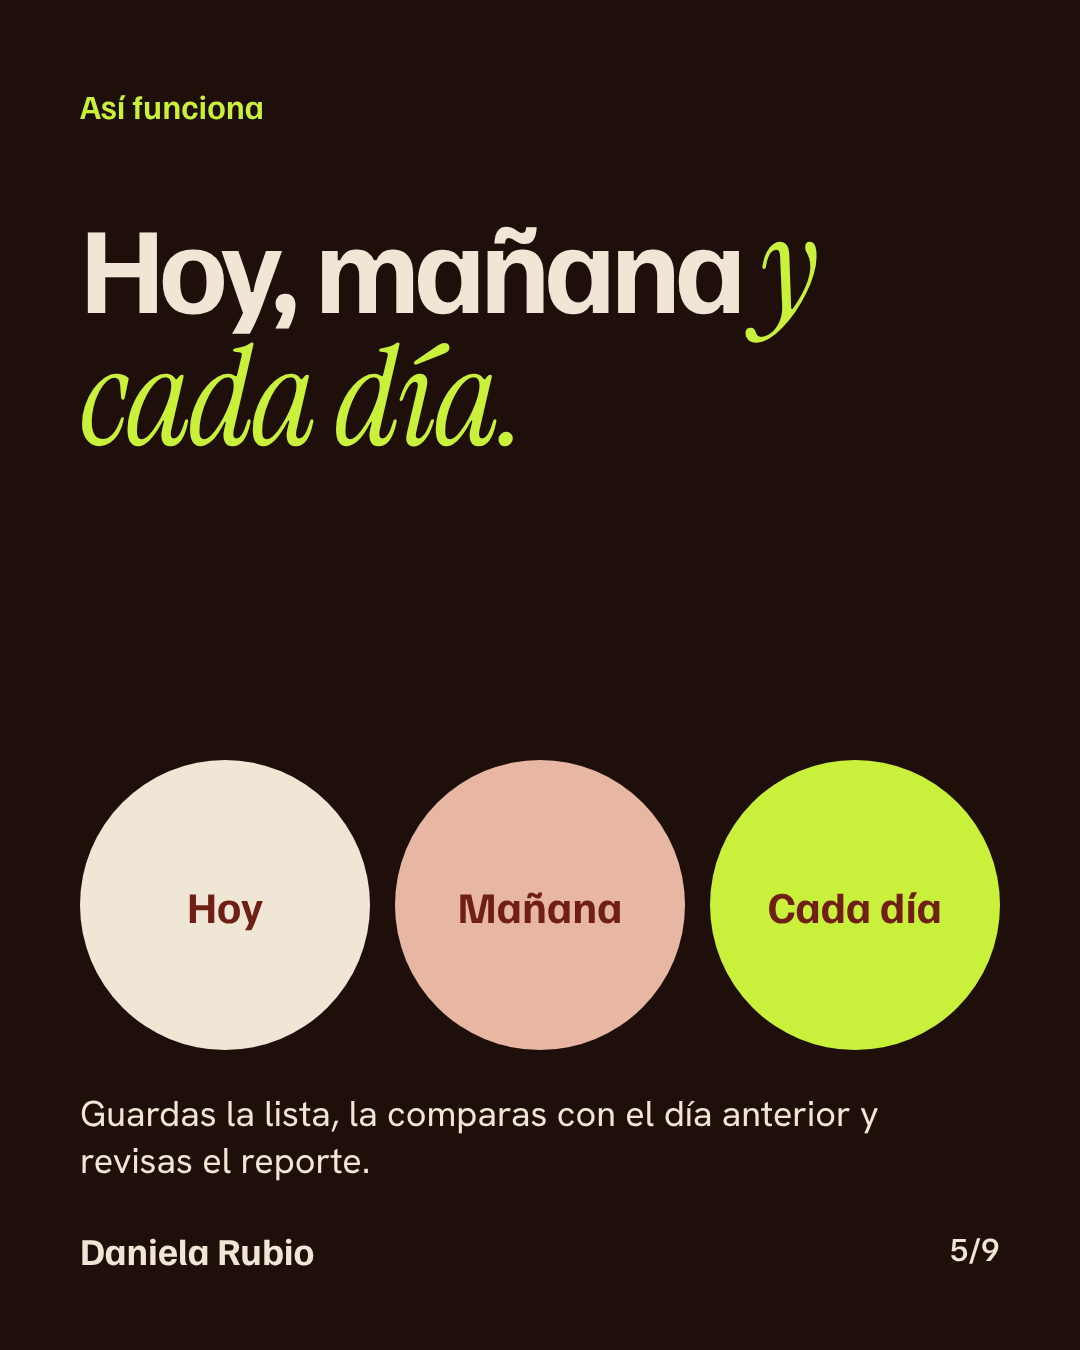 Así funciona
Hoy, mañana y
cada día.
Hoy
Mañana
Cada día
Guardas la lista, la comparas con el día anterior y
revisas el reporte.
Daniela Rubio
5/9